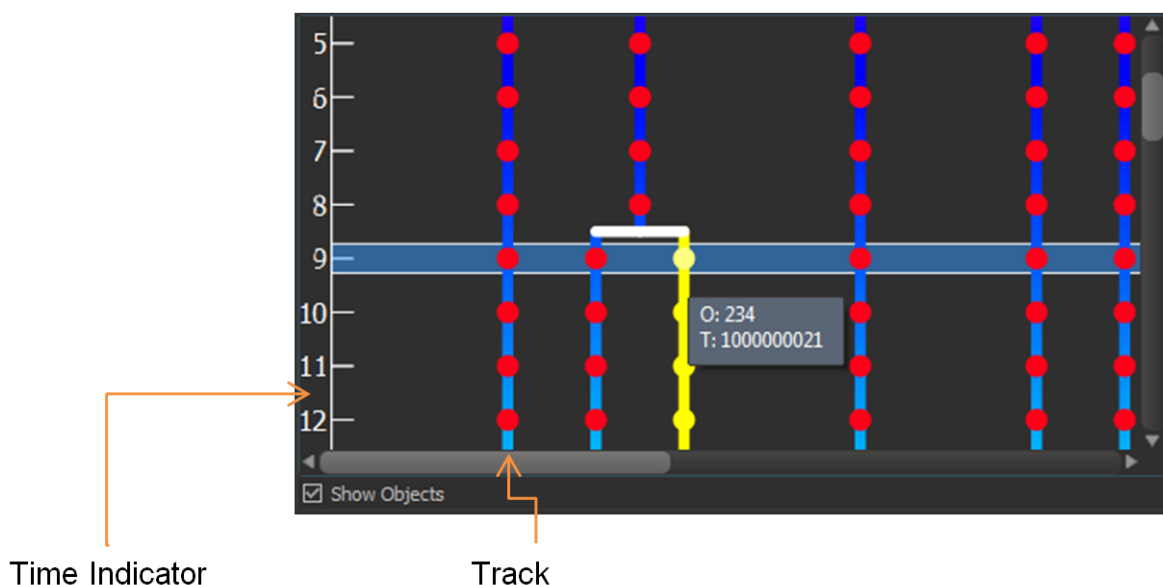 5
6
7
8
9
10
11
12
O: 234
T: 1000000021
Show Objects
Time Indicator
Track